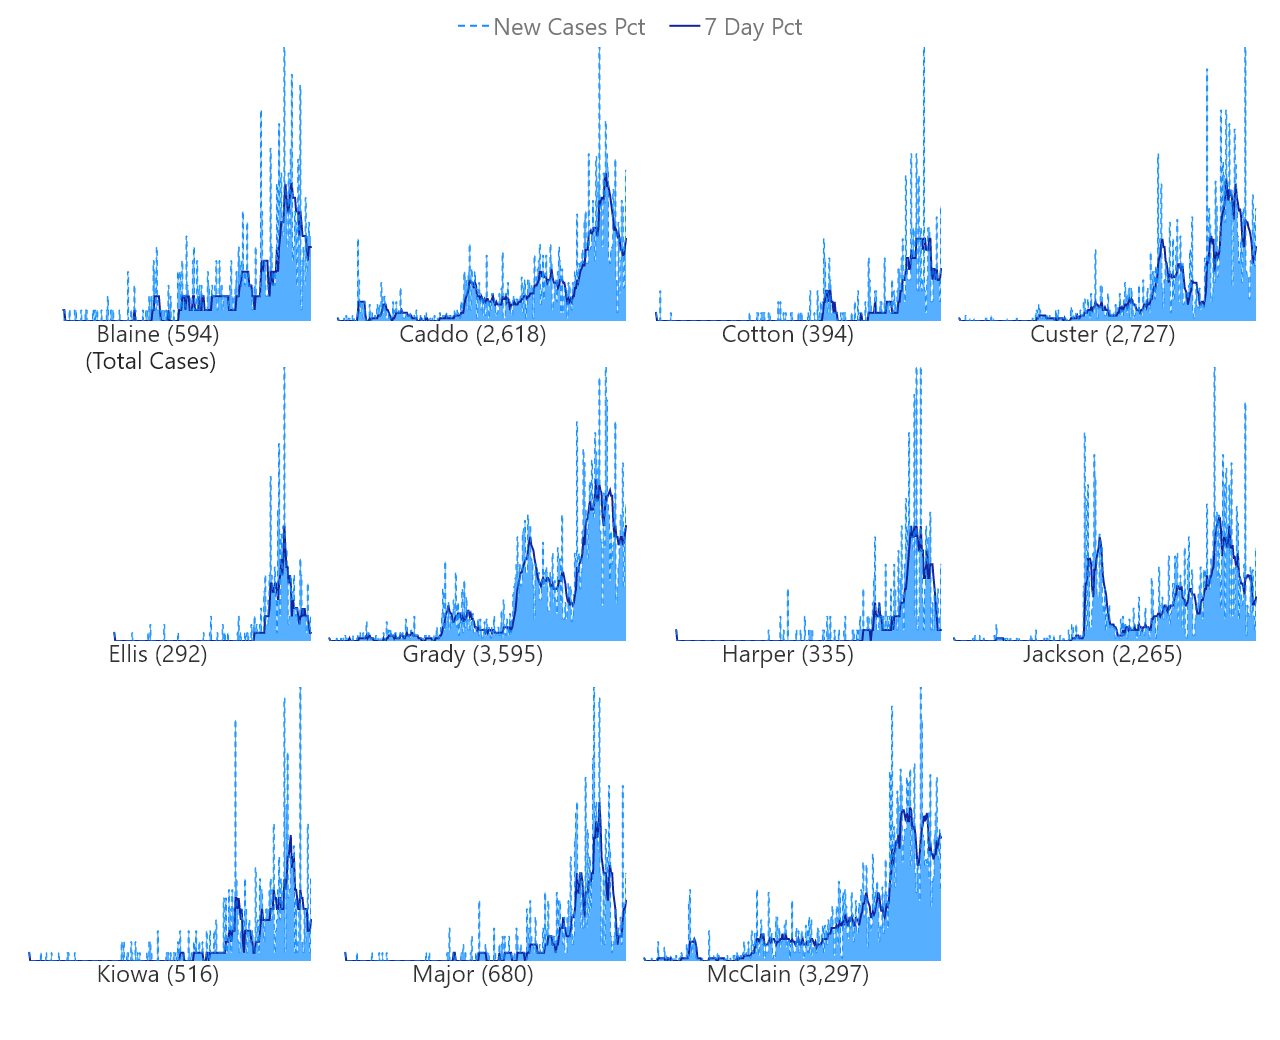 New Cases Pct 7 Day Pct
Blaine (594) Caddo (2,618) Cotton (394) Custer (2,727)
(Total Cases)
Ellis (292) Grady (3,595) Harper (335) Jackson (2,265)
Kiowa (516) Major (680) McClain (3,297)